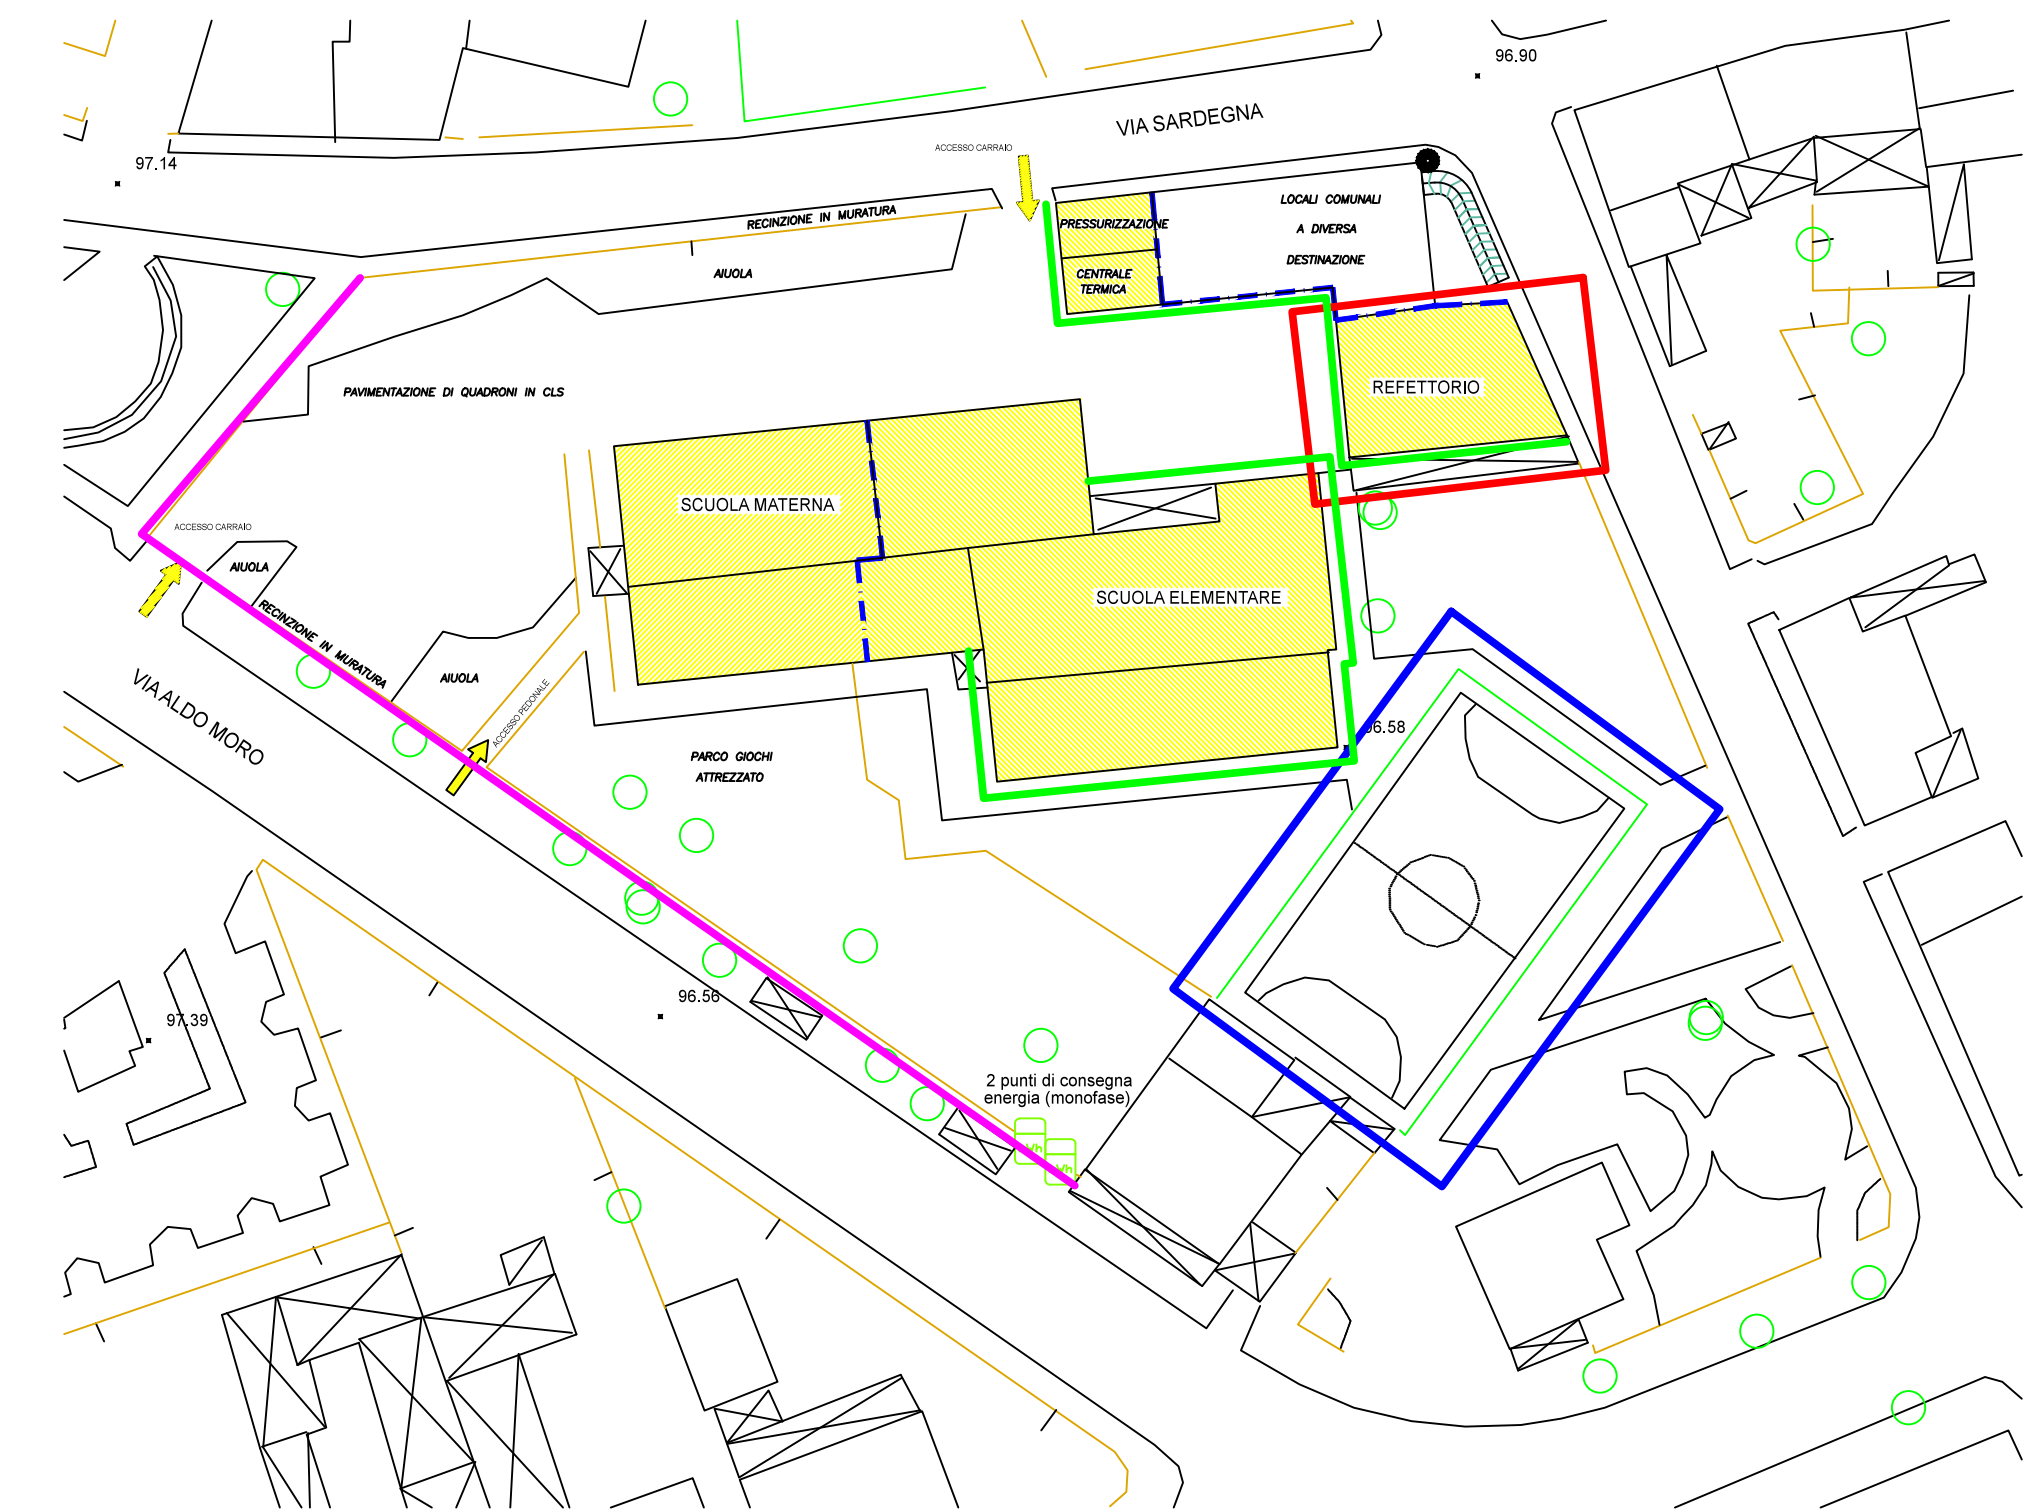 96.90
VIA SARDEGNA
ACCESSO CARRAIO
97.14
LOCALI COMUNALI
A DIVERSA
DESTINAZIONE
RECINZIONE IN MURATURA
PRESSURIZZAZIONE
AIUOLA
CENTRALE
TERMICA
PAVIMENTAZIONE DI QUADRONI IN CLS
REFETTORIO
SCUOLA MATERNA
ACCESSO CARRAIO
AIUOLA
SCUOLA ELEMENTARE
RECINZIONE IN MURATURA
AIUOLA
ACCESSO PEDONALE
VIA ALDO MORO
96.58
PARCO GIOCHI
ATTREZZATO
96.56
97.39
2 punti di consegna
energia (monofase)
Wh
Wh